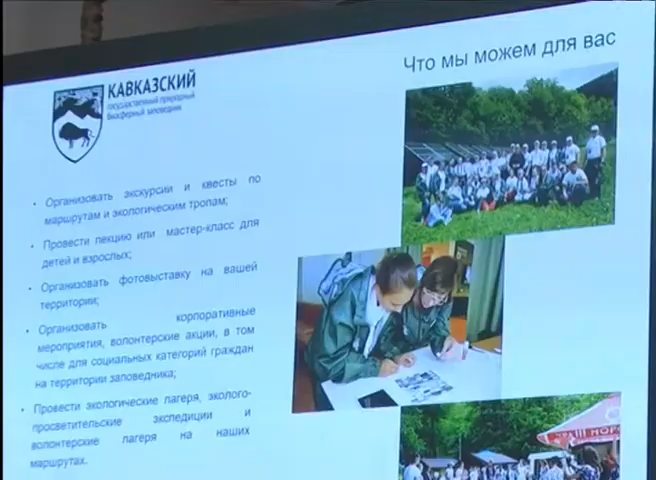 Что мы можем для вас
КАВКАЗСКИЙ
государственный природный
биосферный заповедник
• Организовать экскурсии и квесты по
маршрутам и экологическим тропам;
• Провести лекцию или мастер-класс для
детей и взрослых;
• Организовать фотовыставку на вашей
территории;
• Организовать корпоративные
мероприятия, волонтерские акции, в том
числе для социальных категорий граждан
на территории заповедника;
• Провести экологические лагеря, эколого-
просветительские экспедиции и
волонтерские лагеря на наших
маршрутах.